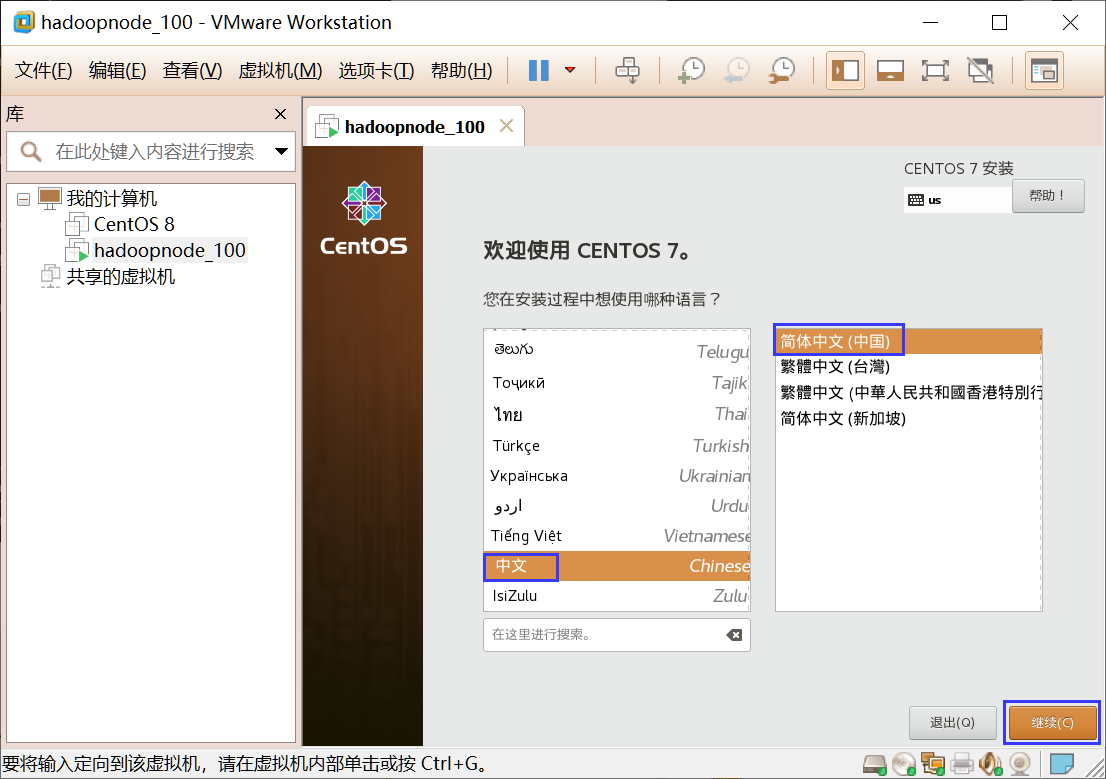 hadoopnode_100 - VMware Workstation
文件(F) 编辑(E) 查看(V) 虚拟机(M) 选项卡(T) 帮助(H)
库
在此处键入内容进行搜索
我的计算机
CentOS 8
hadoopnode_100
共享的虚拟机
hadoopnode_100
CentOS
CENTOS 7 安装
us
帮助！
欢迎使用 CENTOS 7。
您在安装过程中想使用哪种语言？
తెలుగు Telugu
Тоҷикӣ Tajik
ไทย Thai
Türkçe Turkish
Українська Ukrainian
اردو Urdu
Tiếng Việt Vietnamese
中文 Chinese
IsiZulu Zulu
在这里进行搜索。
简体中文 (中国)
繁體中文 (台灣)
繁體中文 (中華人民共和國香港特別行
简体中文 (新加坡)
退出(Q)
继续(C)
要将输入定向到该虚拟机，请在虚拟机内部单击或按 Ctrl+G。